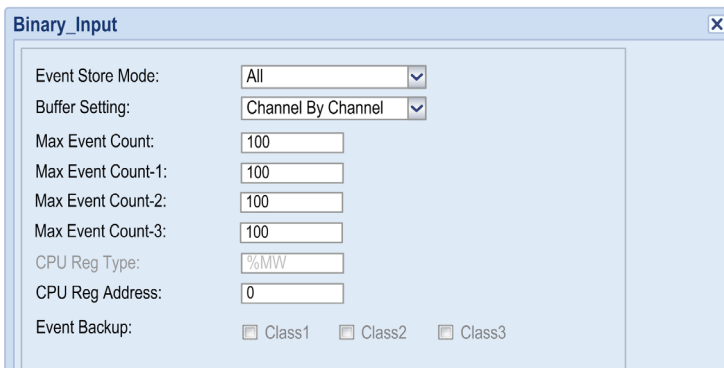 Binary_Input
Event Store Mode: All
Buffer Setting: Channel By Channel
Max Event Count: 100
Max Event Count-1: 100
Max Event Count-2: 100
Max Event Count-3: 100
CPU Reg Type: %MW
CPU Reg Address: 0
Event Backup: Class1 Class2 Class3